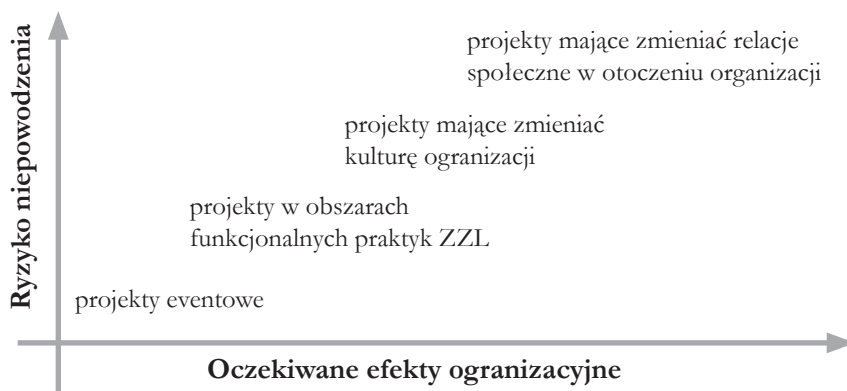 projekty mające zmieniać relacje
społeczne w otoczeniu organizacji
projekty mające zmieniać
kulturę ogranizacji
projekty w obszarach
funkcjonalnych praktyk ZZL
projekty eventowe
Ryzyko niepowodzenia
Oczekiwane efekty ogranizacyjne